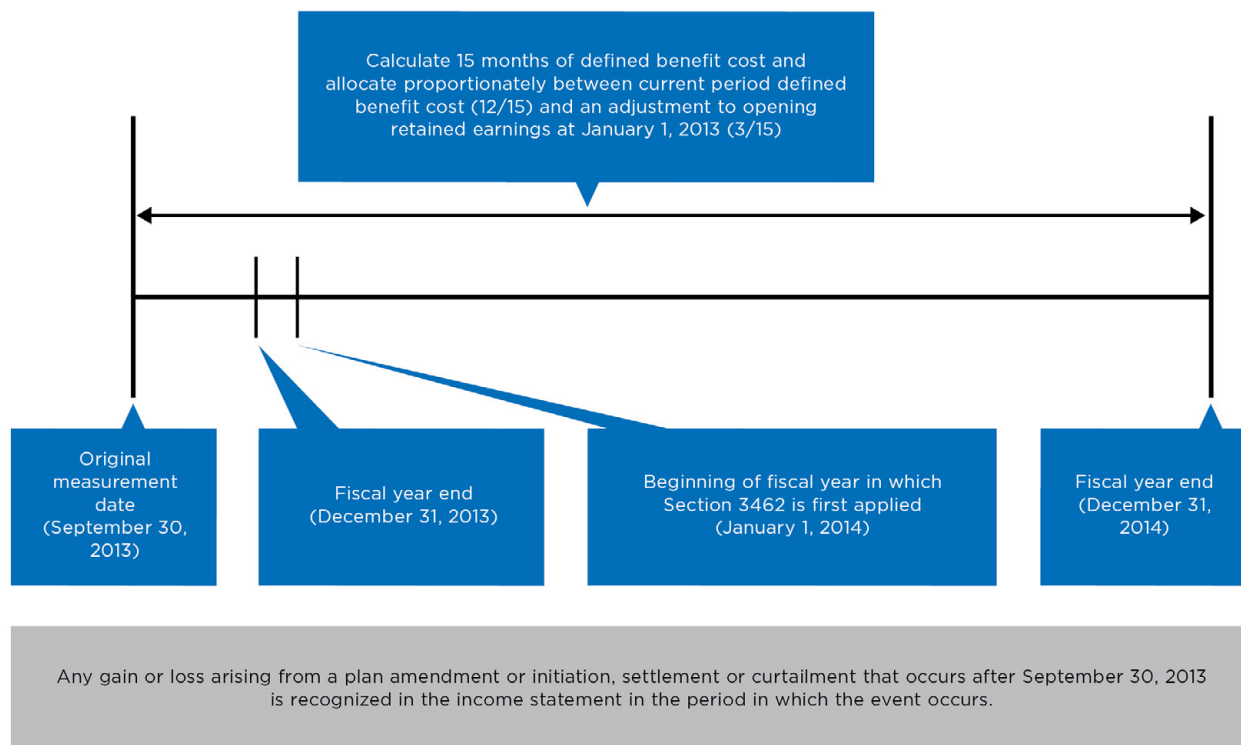 Calculate 15 months of defined benefit cost and
allocate proportionately between current period defined
benefit cost (12/15) and an adjustment to opening
retained earnings at January 1, 2013 (3/15)
Original
measurement
date
(September 30,
2013)
Fiscal year end
(December 31, 2013)
Beginning of fiscal year in which
Section 3462 is first applied
(January 1, 2014)
Fiscal year end
(December 31,
2014)
Any gain or loss arising from a plan amendment or initiation, settlement or curtailment that occurs after September 30, 2013
is recognized in the income statement in the period in which the event occurs.